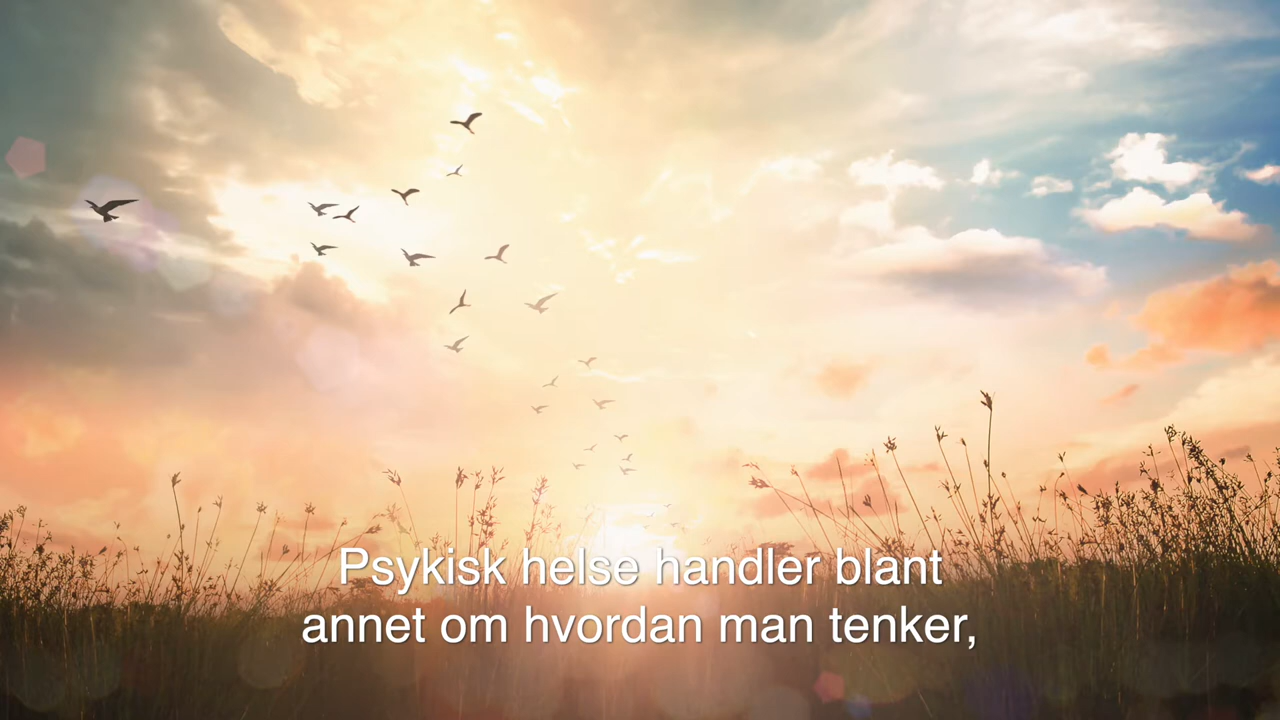 Psykisk helse handler blant
annet om hvordan man tenker,